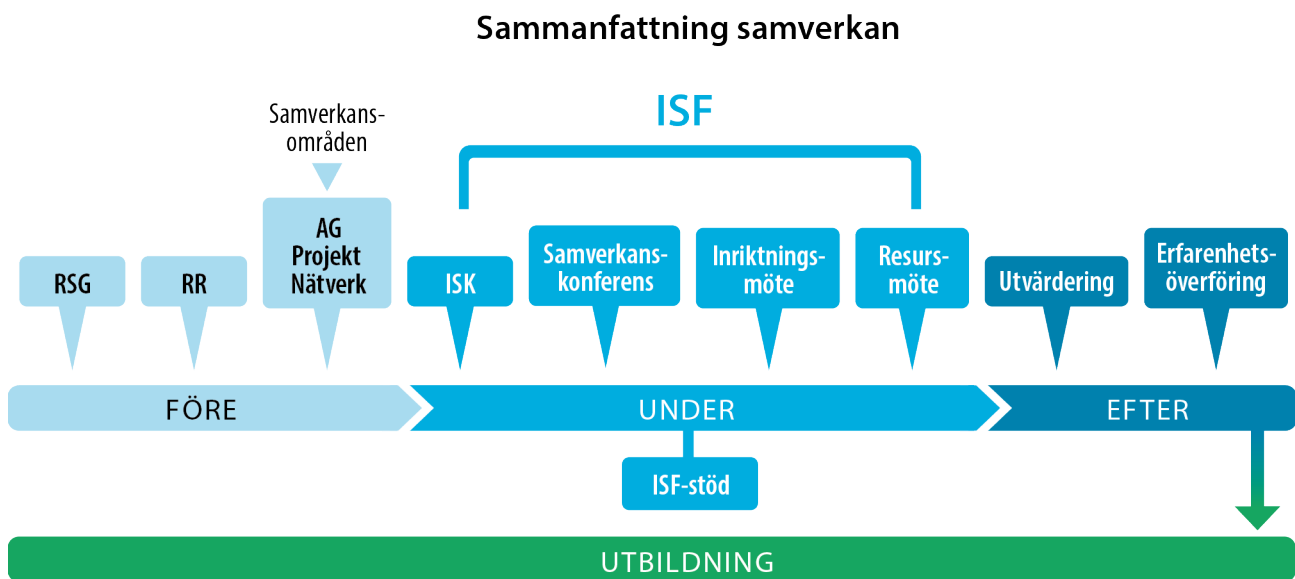 Sammanfattning samverkan
ISF
Samverkans-
områden
AG
Projekt
Nätverk
RSG
RR
ISK
Samverkans-
konferens
Inriktnings-
möte
Resurs-
möte
Utvärdering
Erfarenhets-
överföring
FÖRE
UNDER
EFTER
ISF-stöd
UTBILDNING